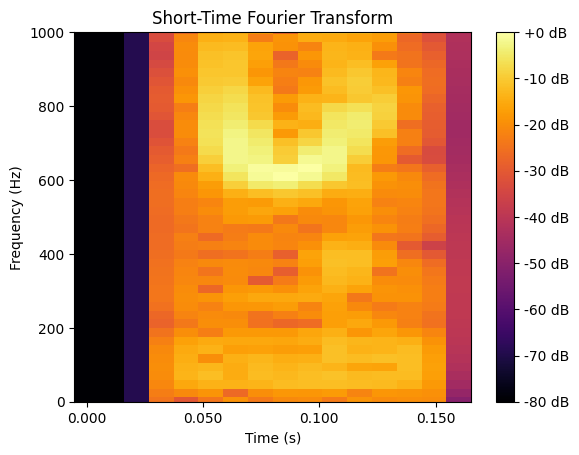 Short-Time Fourier Transform
1000
800
600
400
200
0
Frequency (Hz)
0.000
0.050
0.100
0.150
Time (s)
+0 dB
-10 dB
-20 dB
-30 dB
-40 dB
-50 dB
-60 dB
-70 dB
-80 dB